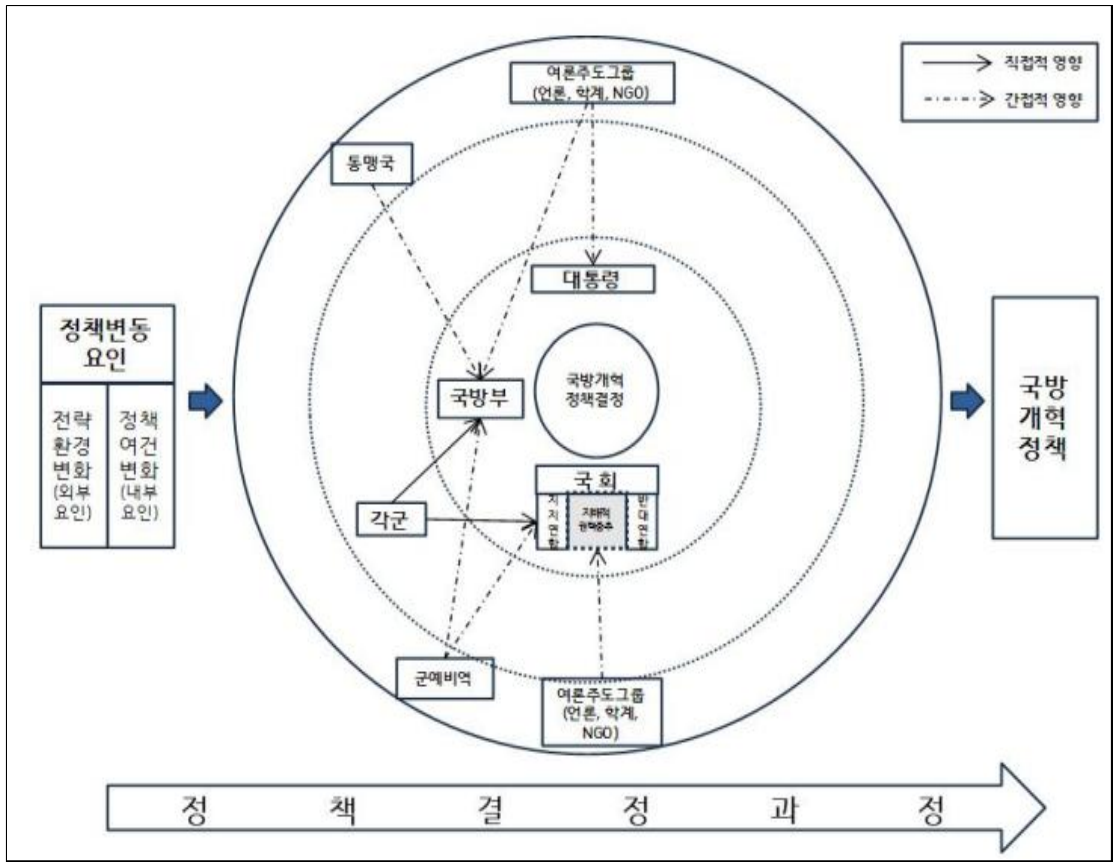 여론주도그룹
(언론, 학계, NGO)
직접적 영향
간접적 영향
동맹국
대통령
정책변동
요인
전략
환경
변화
(외부
요인)
정책
여건
변화
(내부
요인)
국방부
국방개혁
정책결정
국방
개혁
정책
국 회
지지연합
지배적
반대연합
각군
군예비역
여론주도그룹
(언론, 학계,
NGO)
정 책 결 정 과 정